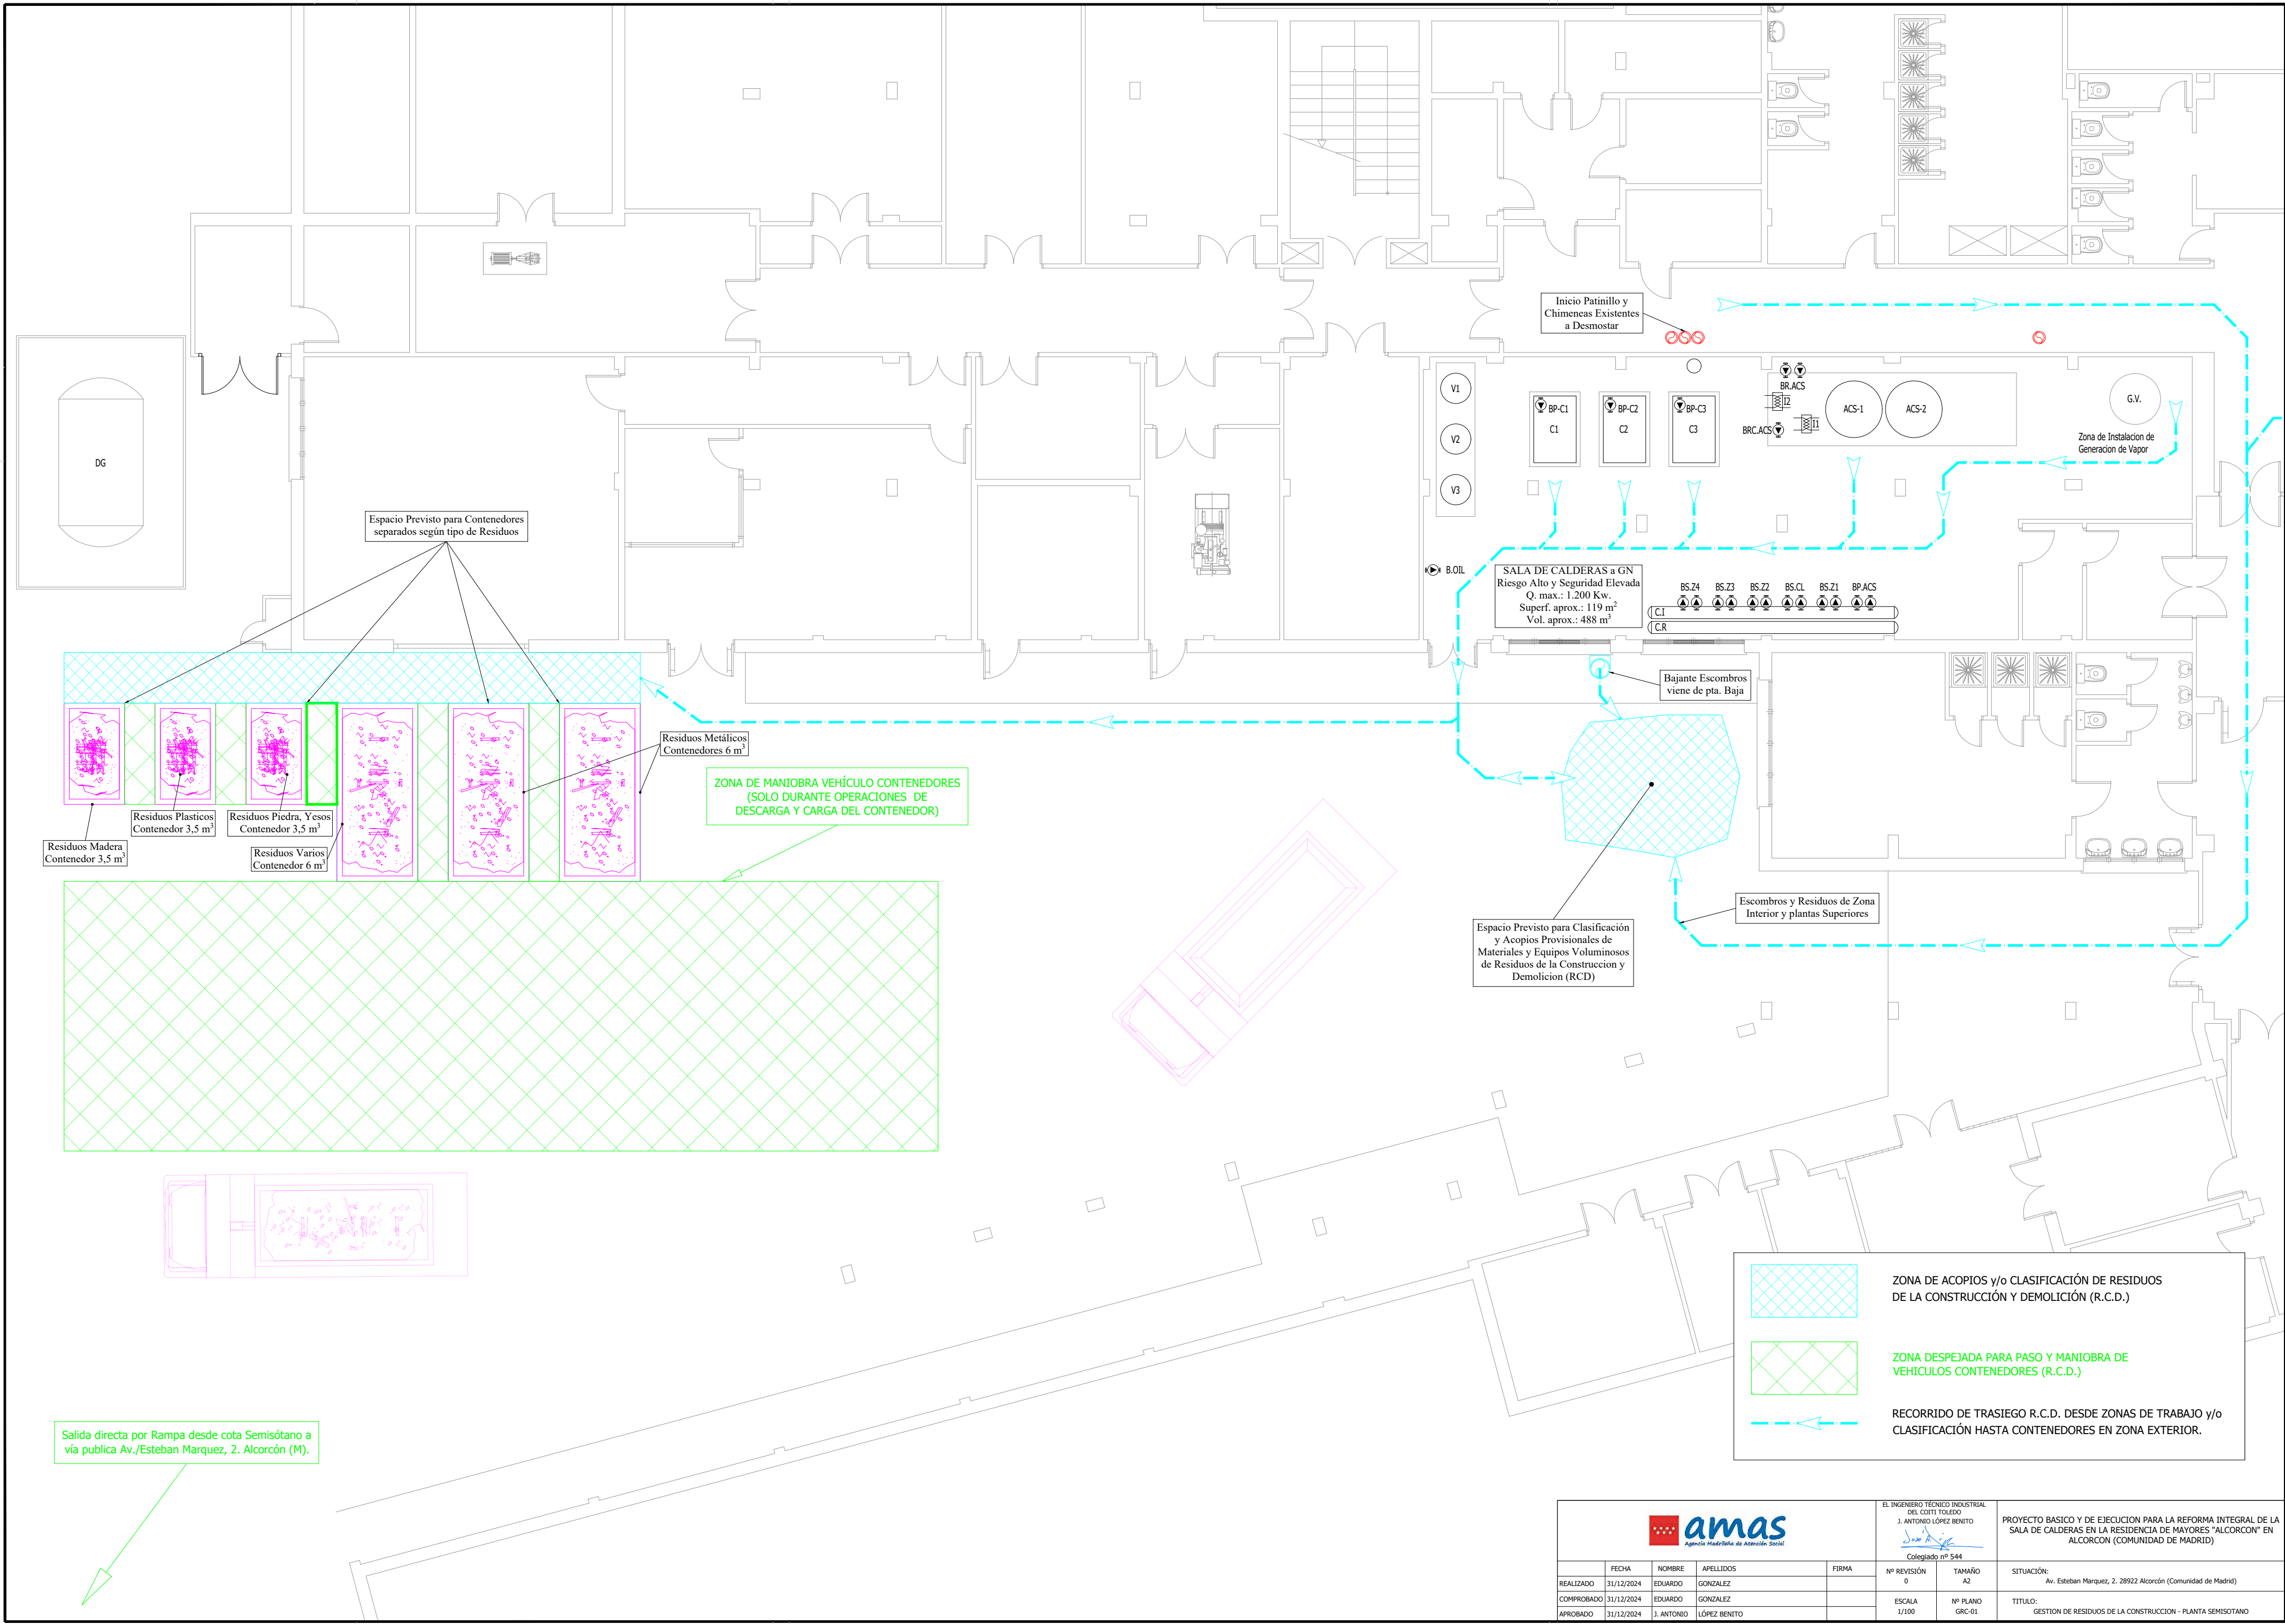 Inicio Patinillo y
Chimeneas Existentes
a Desmostar
V1
V2
V3
BP-C1
C1
BP-C2
C2
BP-C3
C3
BR.ACS
I2
I1
BRC.ACS
ACS-1
ACS-2
G.V.
Zona de Instalacion de
Generacion de Vapor
DG
Espacio Previsto para Contenedores
separados según tipo de Residuos
B.OIL
SALA DE CALDERAS a GN
Riesgo Alto y Seguridad Elevada
Q. max.: 1.200 Kw.
Superf. aprox.: 119 m²
Vol. aprox.: 488 m³
BS.Z4
BS.Z3
BS.Z2
BS.CL
BS.Z1
BP.ACS
C.I
C.R
Bajante Escombros
viene de pta. Baja
Residuos Metálicos
Contenedores 6 m³
ZONA DE MANIOBRA VEHÍCULO CONTENEDORES
(SOLO DURANTE OPERACIONES DE
DESCARGA Y CARGA DEL CONTENEDOR)
Residuos Plasticos
Contenedor 3,5 m³
Residuos Piedra, Yesos
Contenedor 3,5 m³
Residuos Madera
Contenedor 3,5 m³
Residuos Varios
Contenedor 6 m³
Escombros y Residuos de Zona
Interior y plantas Superiores
Espacio Previsto para Clasificación
y Acopios Provisionales de
Materiales y Equipos Voluminosos
de Residuos de la Construccion y
Demolicion (RCD)
ZONA DE ACOPIOS y/o CLASIFICACIÓN DE RESIDUOS
DE LA CONSTRUCCIÓN Y DEMOLICIÓN (R.C.D.)
ZONA DESPEJADA PARA PASO Y MANIOBRA DE
VEHICULOS CONTENEDORES (R.C.D.)
RECORRIDO DE TRASIEGO R.C.D. DESDE ZONAS DE TRABAJO y/o
CLASIFICACIÓN HASTA CONTENEDORES EN ZONA EXTERIOR.
Salida directa por Rampa desde cota Semisótano a
vía publica Av./Esteban Marquez, 2. Alcorcón (M).
amas
Agencia Madrileña de Atención Social
EL INGENIERO TÉCNICO INDUSTRIAL
DEL COITI TOLEDO
J. ANTONIO LÓPEZ BENITO
Colegiado nº 544
PROYECTO BASICO Y DE EJECUCION PARA LA REFORMA INTEGRAL DE LA
SALA DE CALDERAS EN LA RESIDENCIA DE MAYORES "ALCORCON" EN
ALCORCON (COMUNIDAD DE MADRID)
FECHA NOMBRE APELLIDOS FIRMA
REALIZADO 31/12/2024 EDUARDO GONZALEZ
COMPROBADO 31/12/2024 EDUARDO GONZALEZ
APROBADO 31/12/2024 J. ANTONIO LÓPEZ BENITO
Nº REVISIÓN
0
TAMAÑO
A2
ESCALA
1/100
Nº PLANO
GRC-01
SITUACIÓN:
Av. Esteban Marquez, 2. 28922 Alcorcón (Comunidad de Madrid)
TITULO:
GESTION DE RESIDUOS DE LA CONSTRUCCION - PLANTA SEMISOTANO